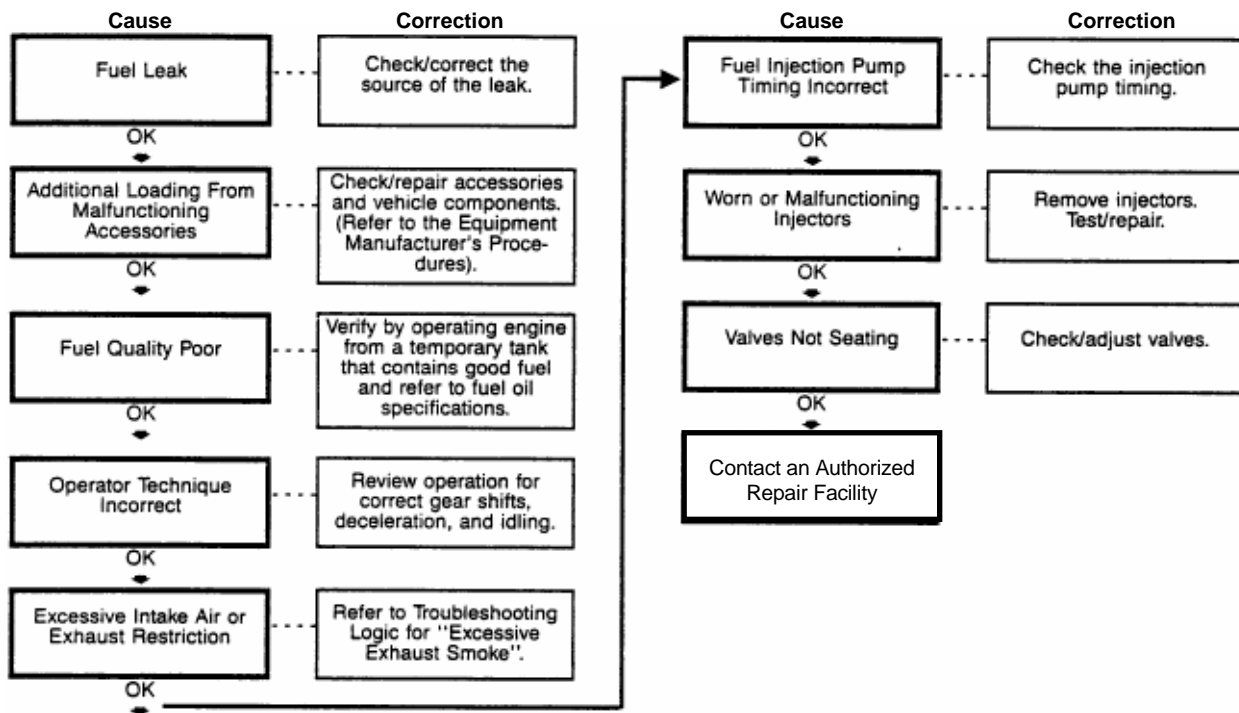 Cause
Correction
Fuel Leak
Check/correct the
source of the leak.
OK
Additional Loading From
Malfunctioning
Accessories
Check/repair accessories
and vehicle components.
(Refer to the Equipment
Manufacturer's Proce-
dures).
OK
Fuel Quality Poor
Verify by operating engine
from a temporary tank
that contains good fuel
and refer to fuel oil
specifications.
OK
Operator Technique
Incorrect
Review operation for
correct gear shifts,
deceleration, and idling.
OK
Excessive Intake Air or
Exhaust Restriction
Refer to Troubleshooting
Logic for "Excessive
Exhaust Smoke".
OK
Cause
Correction
Fuel Injection Pump
Timing Incorrect
Check the injection
pump timing.
OK
Worn or Malfunctioning
Injectors
Remove injectors.
Test/repair.
OK
Valves Not Seating
Check/adjust valves.
OK
Contact an Authorized
Repair Facility